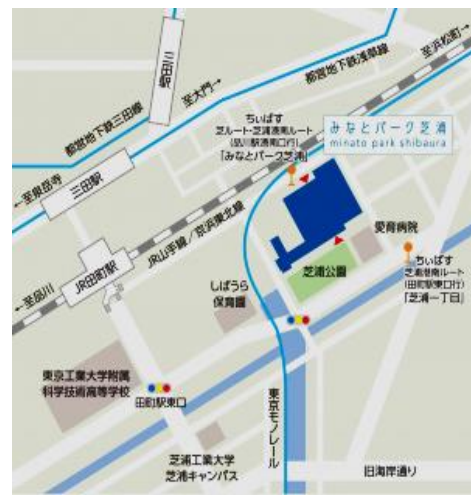 三田駅
至大門→
都営地下鉄浅草線
至浜松町→
都営地下鉄三田線
ちぃばす
芝ルート・芝浦港南ルート
(品川駅港南口行)
「みなとパーク芝浦」
みなとパーク芝浦
minato park shibaura
←至泉岳寺
三田駅
JR山手線／京浜東北線
愛育病院
JR田町駅
←至品川
しばうら
保育園
芝浦公園
ちぃばす
芝浦港南ルート
(田町駅東口行)
「芝浦一丁目」
東京工業大学附属
科学技術高等学校
田町駅東口
東京モノレール
芝浦工業大学
芝浦キャンパス
旧海岸通り